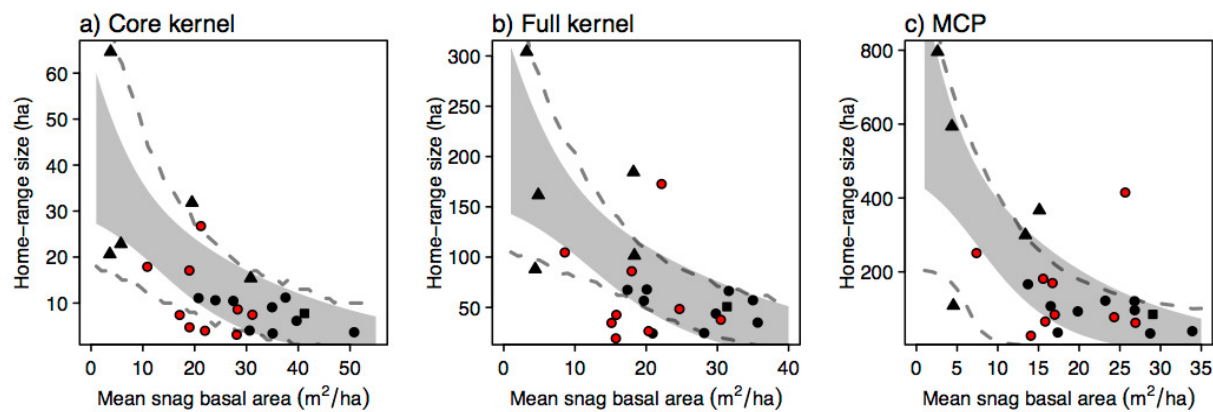 a) Core kernel
b) Full kernel
c) MCP
Home−range size (ha)
60
50
40
30
20
10
0 10 20 30 40 50
Mean snag basal area (m²/ha)
Home−range size (ha)
300
250
200
150
100
50
0 10 20 30 40
Mean snag basal area (m²/ha)
Home−range size (ha)
800
600
400
200
0 5 10 15 20 25 30 35
Mean snag basal area (m²/ha)